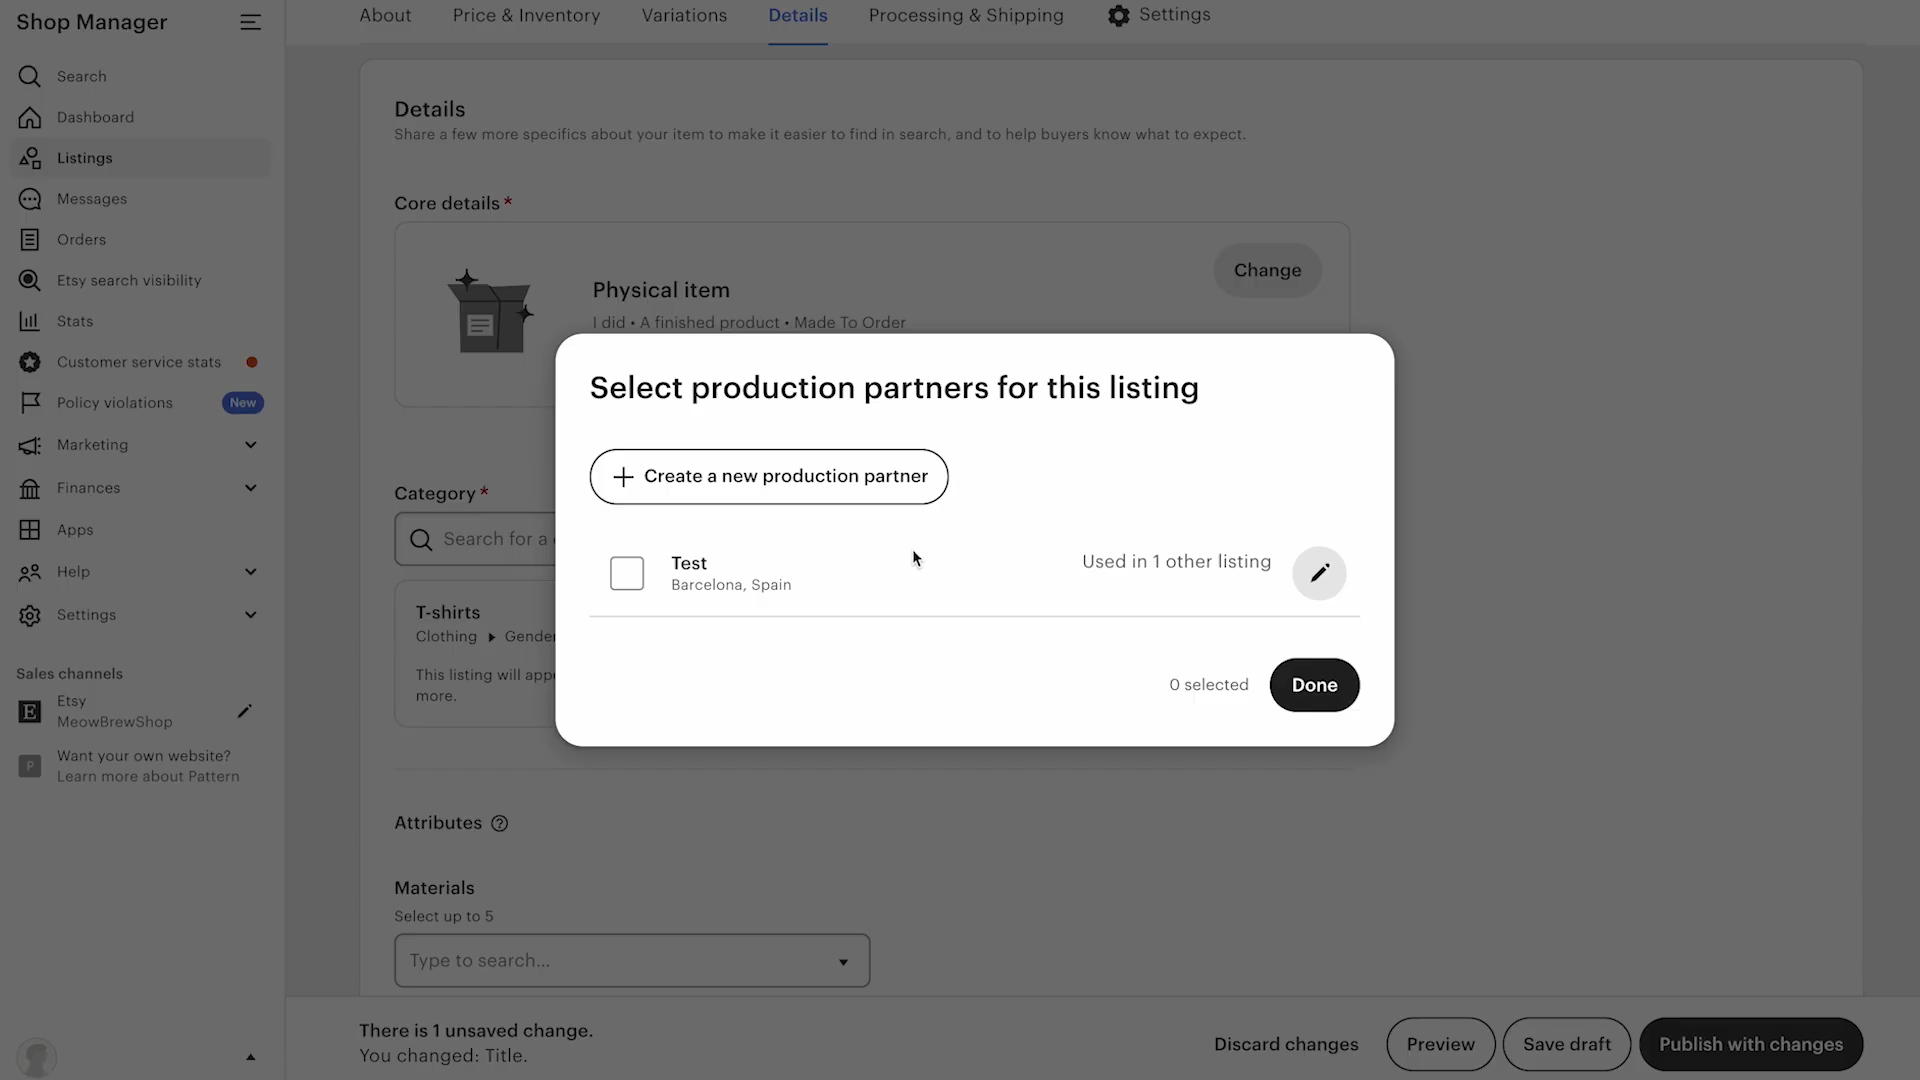 Shop Manager
Search
Dashboard
Listings
Messages
Orders
Etsy search visibility
Stats
Customer service stats
Policy violations New
Marketing
Finances
Apps
Help
Settings
Sales channels
E Etsy
MeowBrewShop
P Want your own website?
Learn more about Pattern
About Price & Inventory Variations Details Processing & Shipping Settings
Details
Share a few more specifics about your item to make it easier to find in search, and to help buyers know what to expect.
Core details *
Physical item
I did • A finished product • Made To Order
Change
Category *
Search for a
T-shirts
Clothing ▸ Gender
This listing will
more.
Select production partners for this listing
+ Create a new production partner
Test
Barcelona, Spain
Used in 1 other listing
0 selected Done
Attributes ?
Materials
Select up to 5
Type to search...
There is 1 unsaved change.
You changed: Title.
Discard changes Preview Save draft Publish with changes